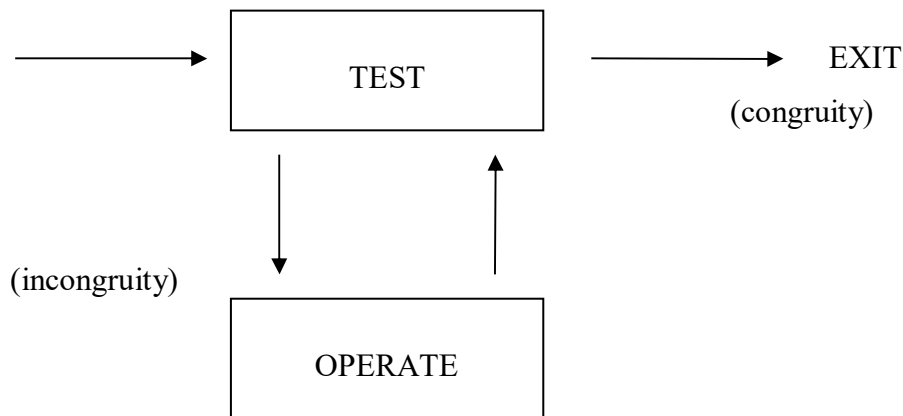 TEST
EXIT
(congruity)
(incongruity)
OPERATE